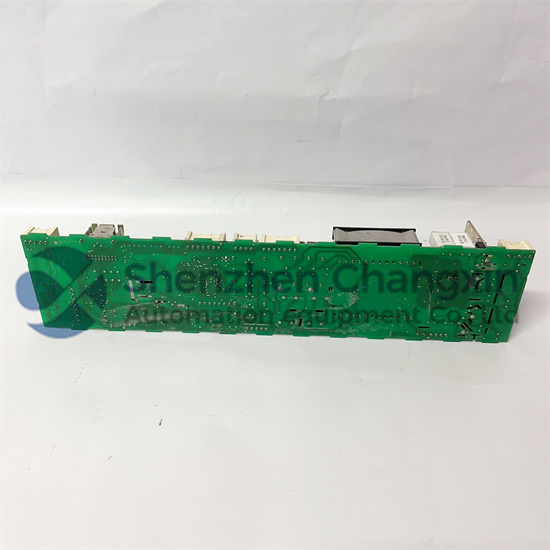 Shenzhen Changxin
Automation Equipment Co., Ltd